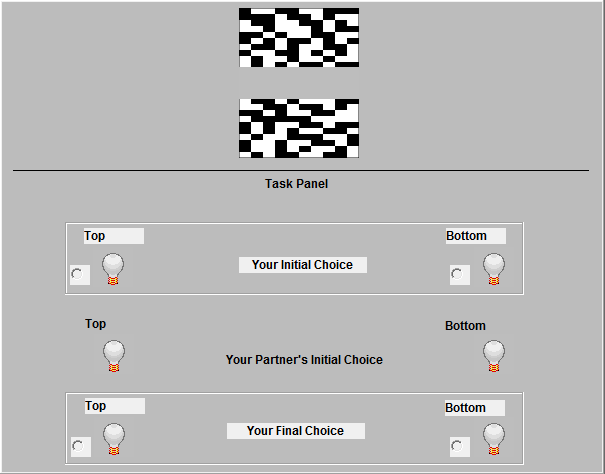 Task Panel
Top
Bottom
Your Initial Choice
Top
Bottom
Your Partner's Initial Choice
Top
Bottom
Your Final Choice